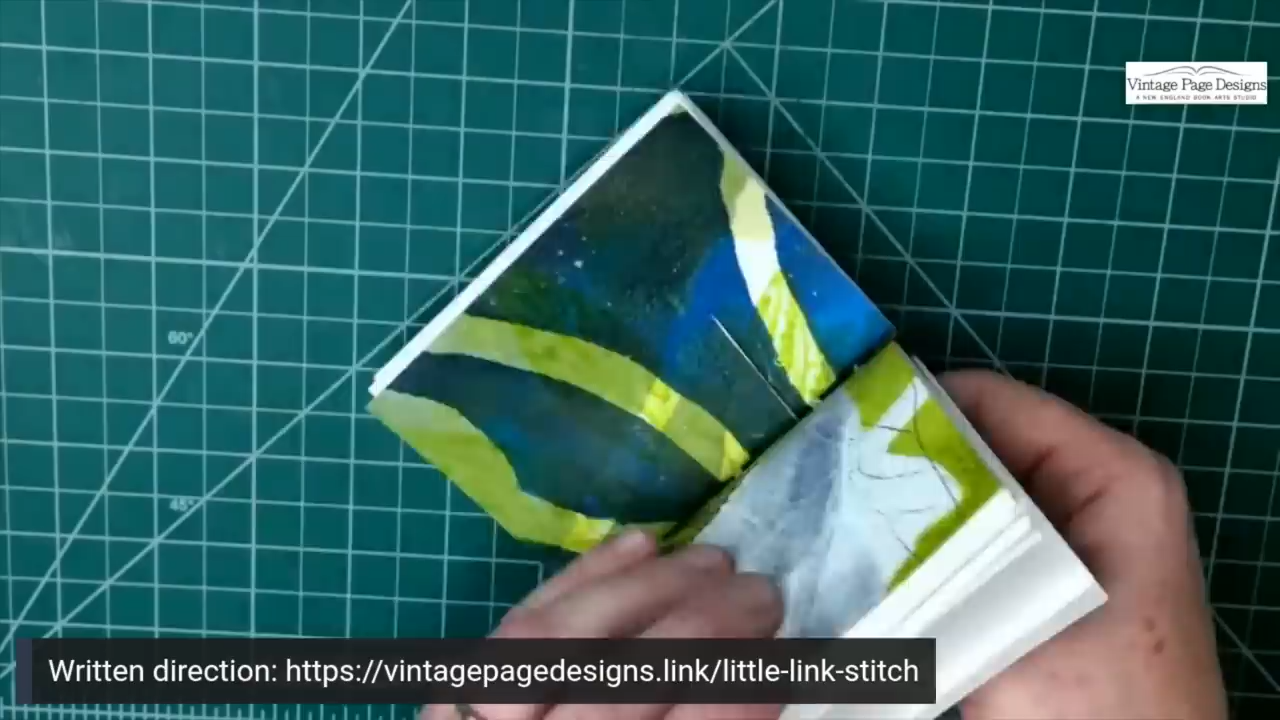 Vintage Page Designs
A NEW ENGLAND BOOK ARTS STUDIO
60°
45°
Written direction: https://vintagepagedesigns.link/little-link-stitch